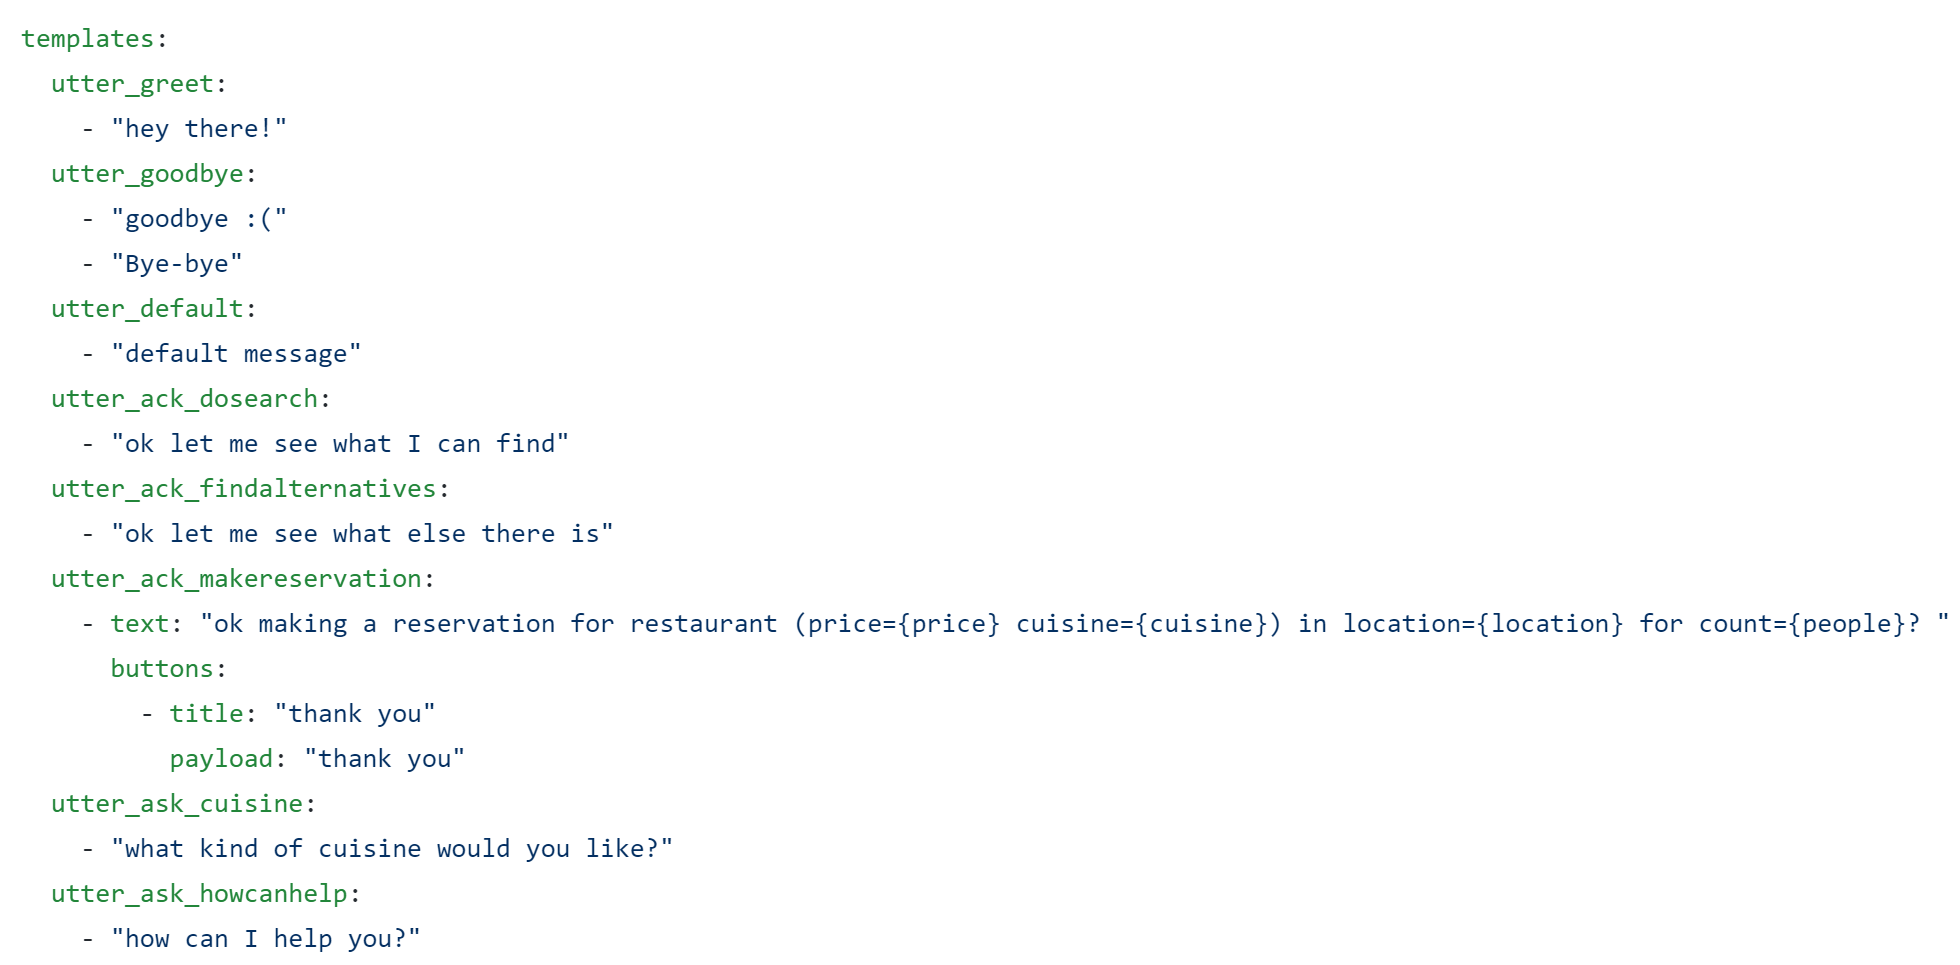 templates:
  utter_greet:
    - "hey there!"
  utter_goodbye:
    - "goodbye :("
    - "Bye-bye"
  utter_default:
    - "default message"
  utter_ack_dosearch:
    - "ok let me see what I can find"
  utter_ack_findalternatives:
    - "ok let me see what else there is"
  utter_ack_makereservation:
    - text: "ok making a reservation for restaurant (price={price} cuisine={cuisine}) in location={location} for count={people}? "
      buttons:
        - title: "thank you"
          payload: "thank you"
  utter_ask_cuisine:
    - "what kind of cuisine would you like?"
  utter_ask_howcanhelp:
    - "how can I help you?"